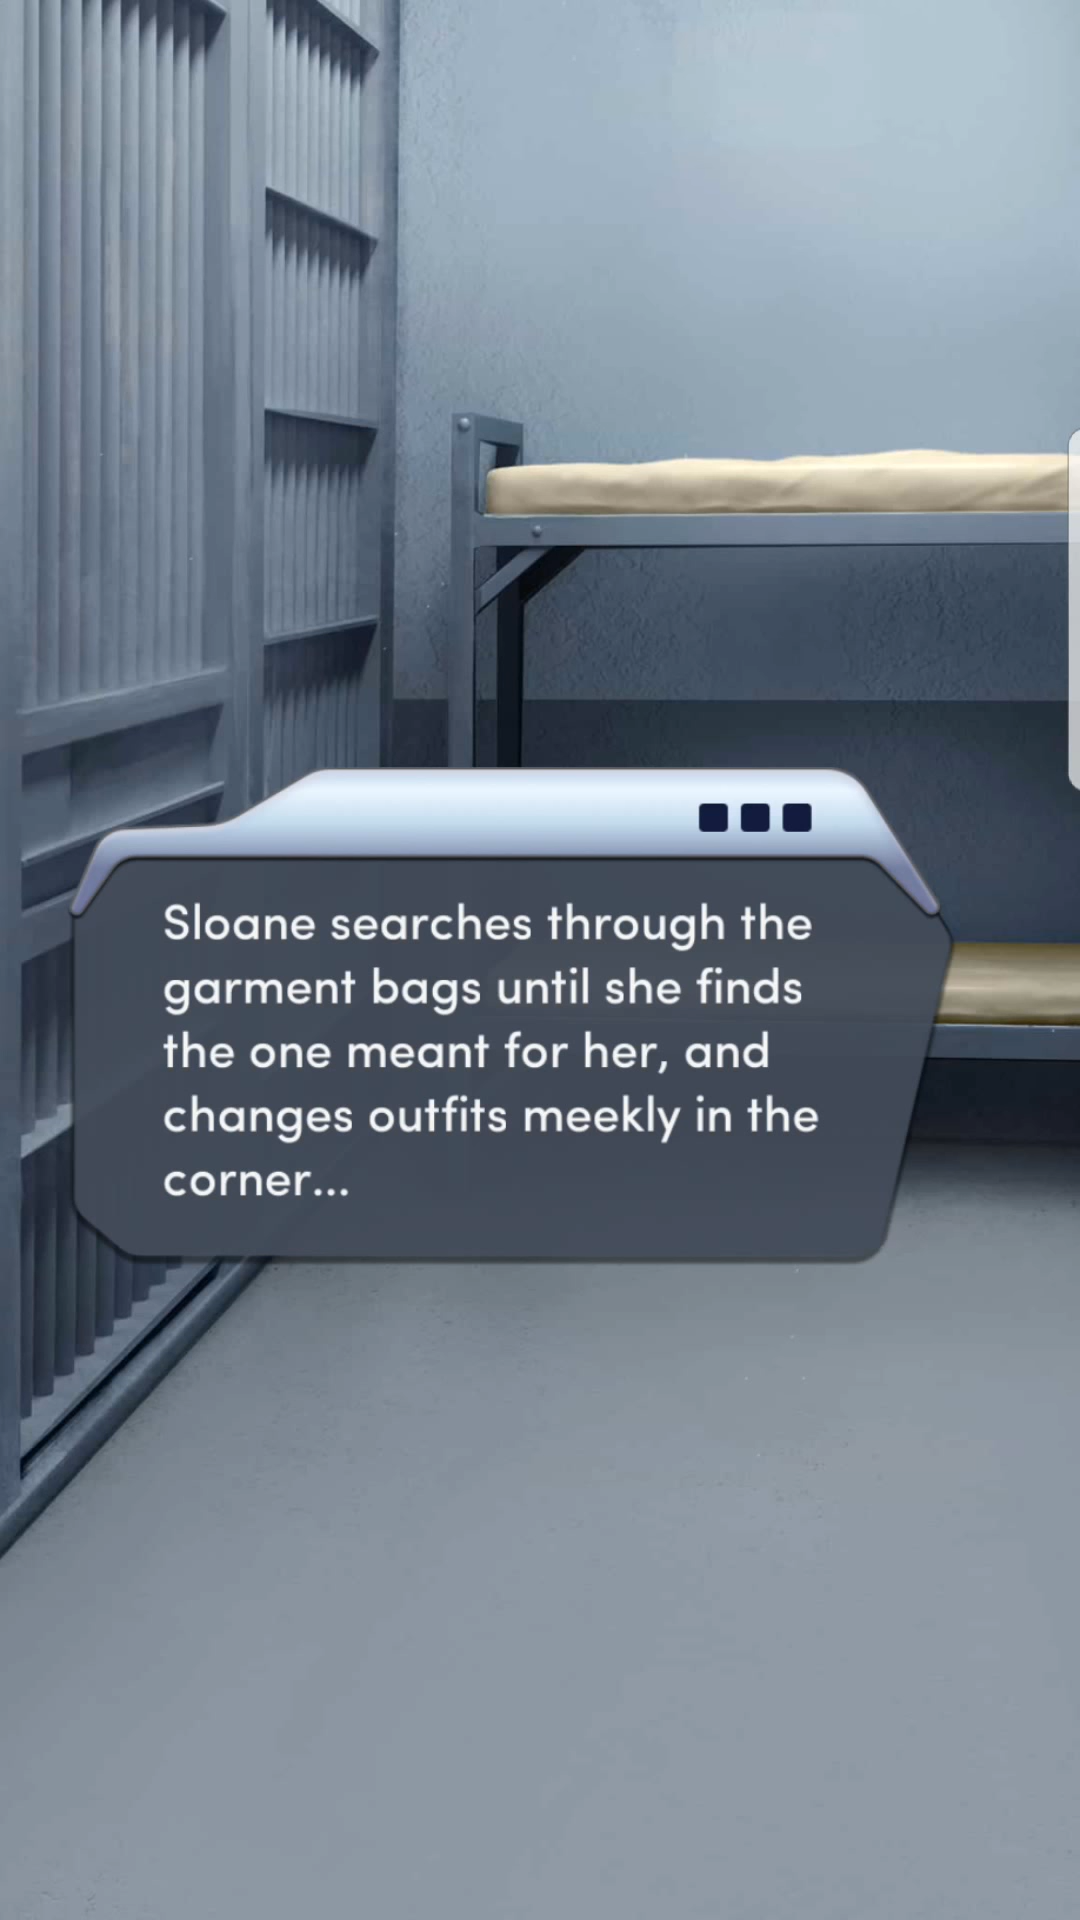 Sloane searches through the
garment bags until she finds
the one meant for her, and
changes outfits meekly in the
corner...